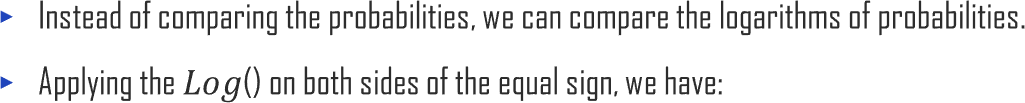 ▸ Instead of comparing the probabilities, we can compare the logarithms of probabilities.
▸ Applying the Log() on both sides of the equal sign, we have: